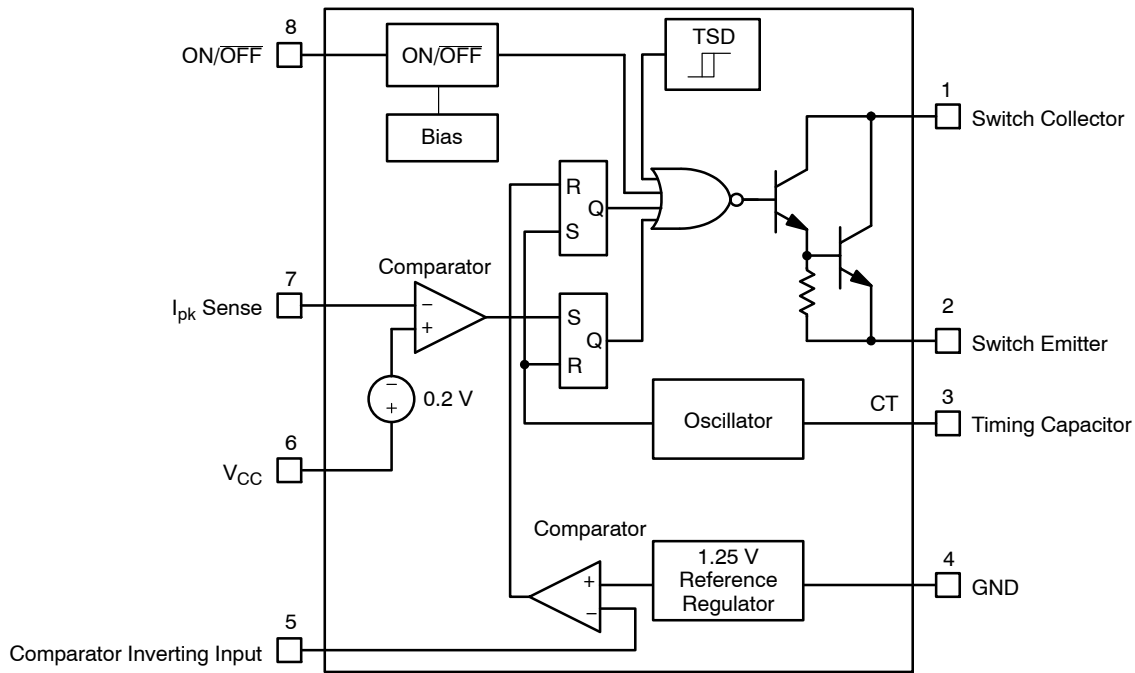 8
ON/OFF
ON/OFF
TSD
Bias
1
Switch Collector
R
Q
S
Comparator
7
Ipk Sense
−
+
S
Q
R
2
Switch Emitter
−
+
0.2 V
6
VCC
Oscillator
CT
3
Timing Capacitor
Comparator
+
−
1.25 V
Reference
Regulator
4
GND
5
Comparator Inverting Input